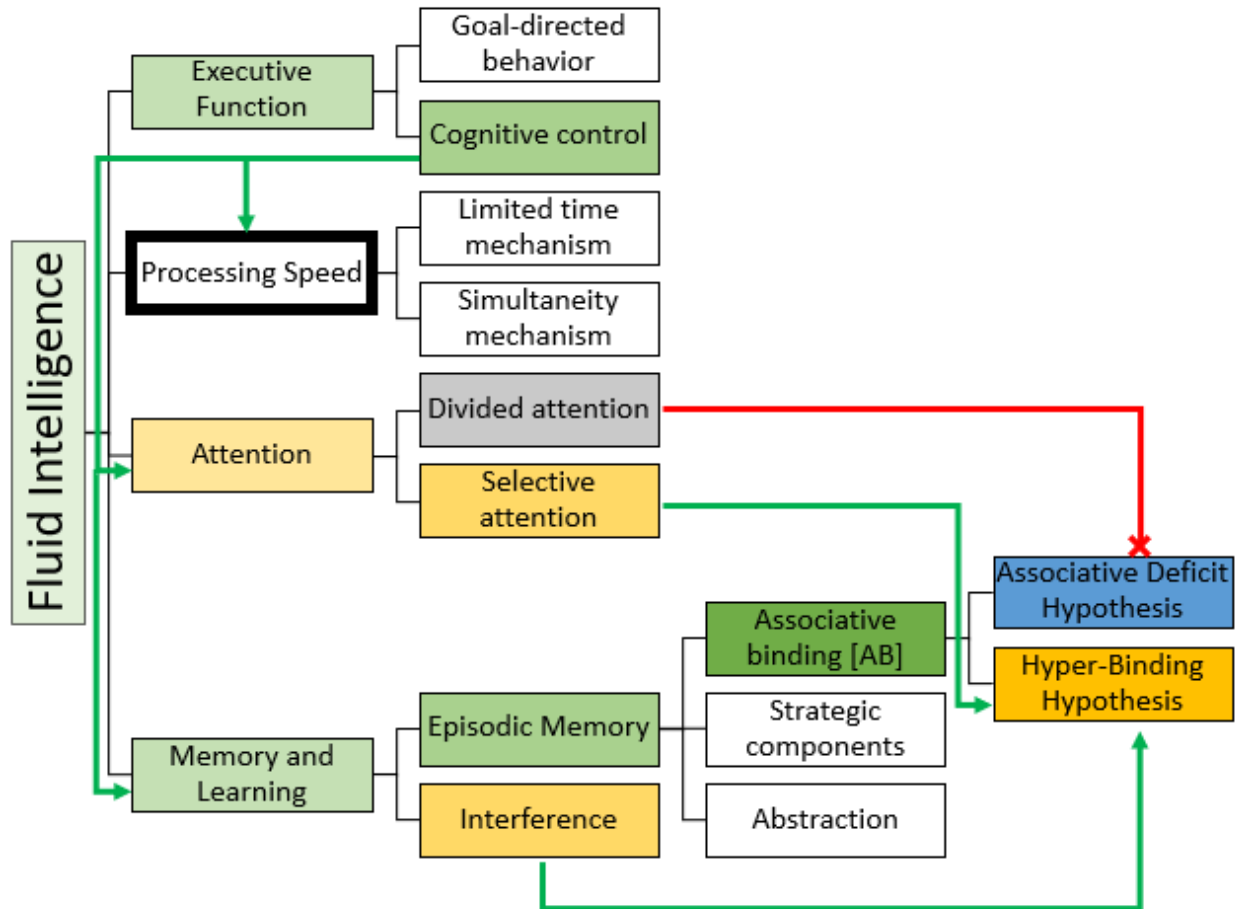 Fluid Intelligence
Executive
Function
Goal-directed
behavior
Cognitive control
Processing Speed
Limited time
mechanism
Simultaneity
mechanism
Attention
Divided attention
Selective
attention
Memory and
Learning
Episodic Memory
Interference
Associative
binding [AB]
Strategic
components
Abstraction
Associative Deficit
Hypothesis
Hyper-Binding
Hypothesis